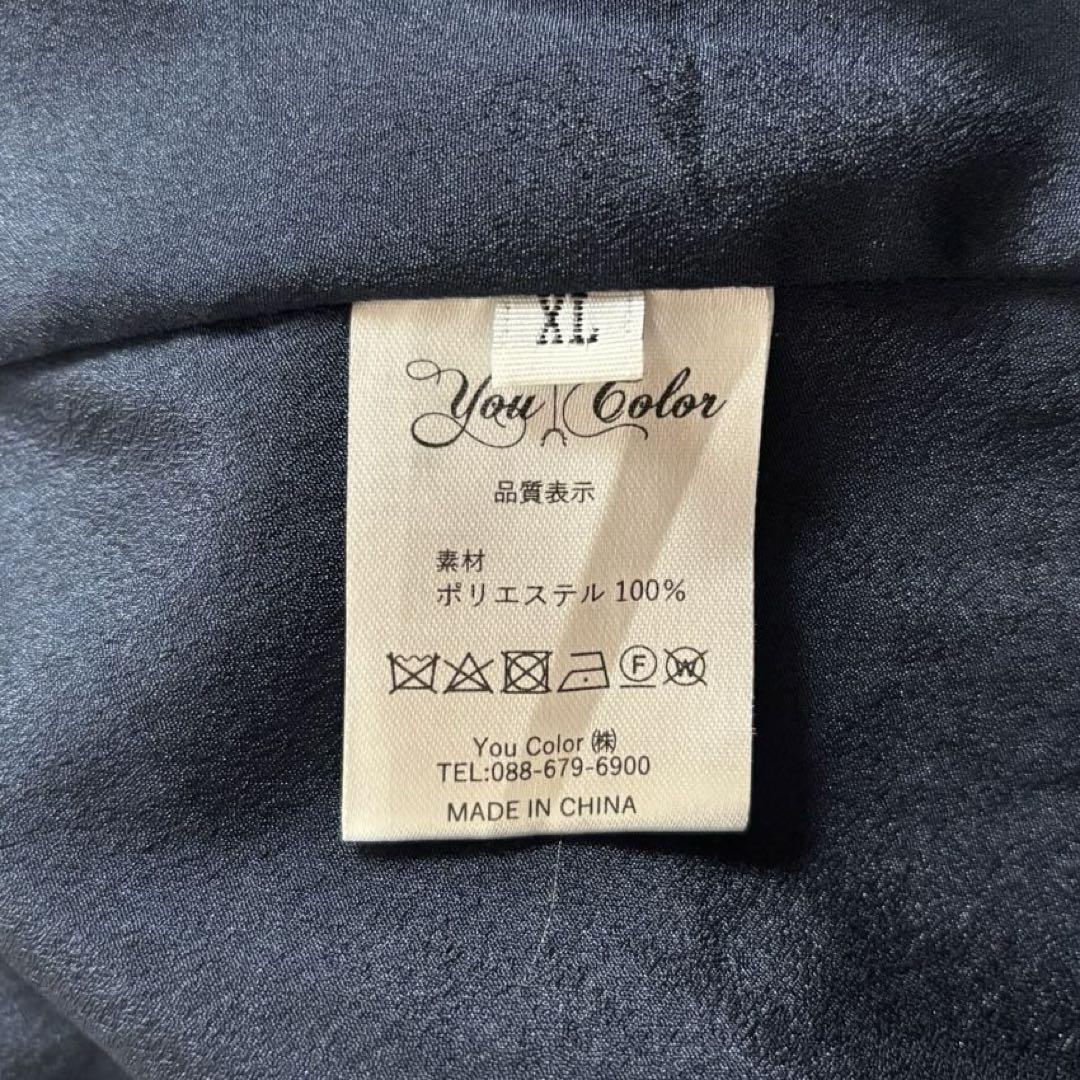 XL
You Color
品質表示
素材
ポリエステル 100%
F W
You Color ㈱
TEL:088-679-6900
MADE IN CHINA